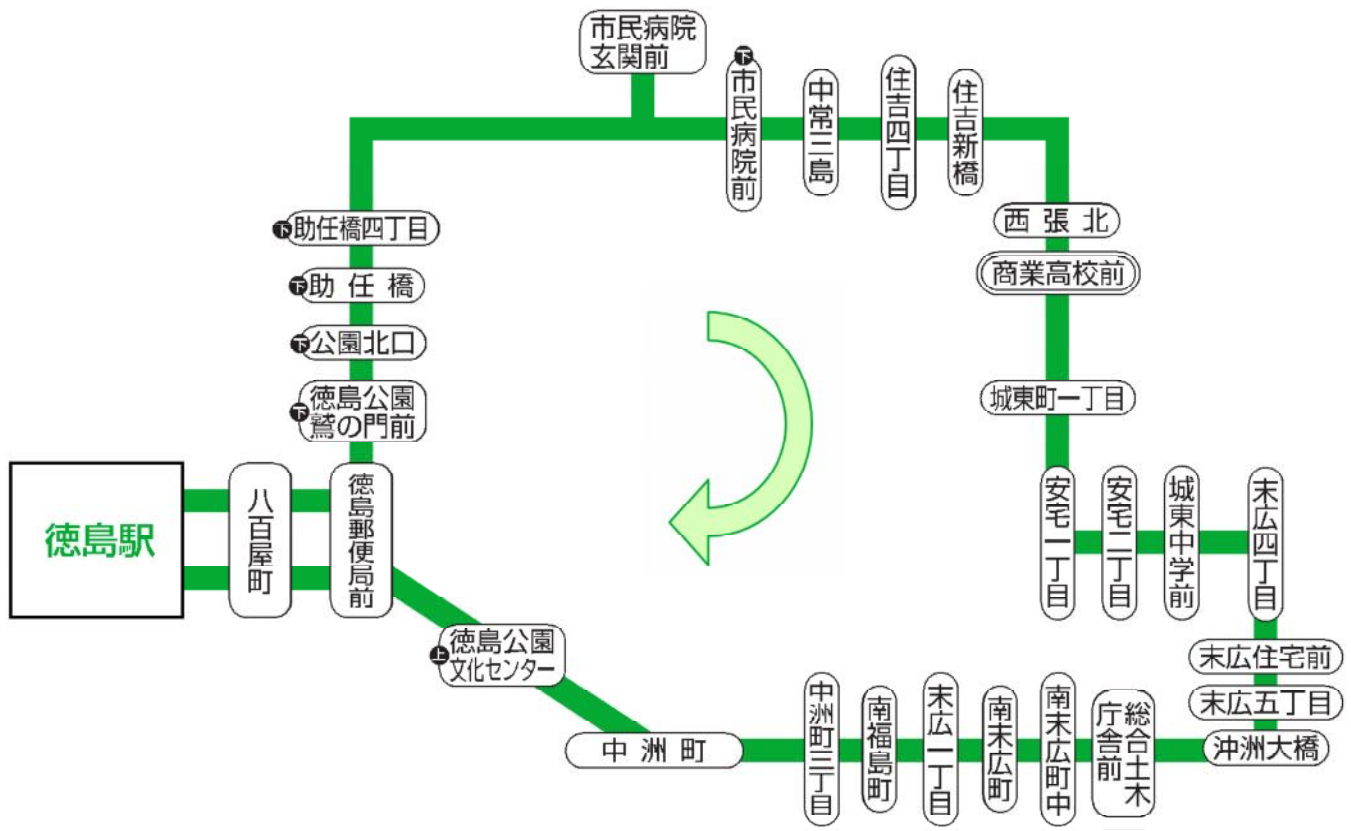 市民病院
玄関前
下
市民病院前
中常三島
住吉四丁目
住吉新橋
下助任橋四丁目
西張北
下助任橋
商業高校前
下公園北口
下徳島公園
鷲の門前
城東町一丁目
徳島駅
八百屋町
徳島郵便局前
安宅一丁目
安宅二丁目
城東中学前
末広四丁目
上徳島公園
文化センター
末広住宅前
末広五丁目
沖洲大橋
中洲町
中洲町三丁目
南福島町
末広一丁目
南末広町
南末広町中
総合土木
庁舎前